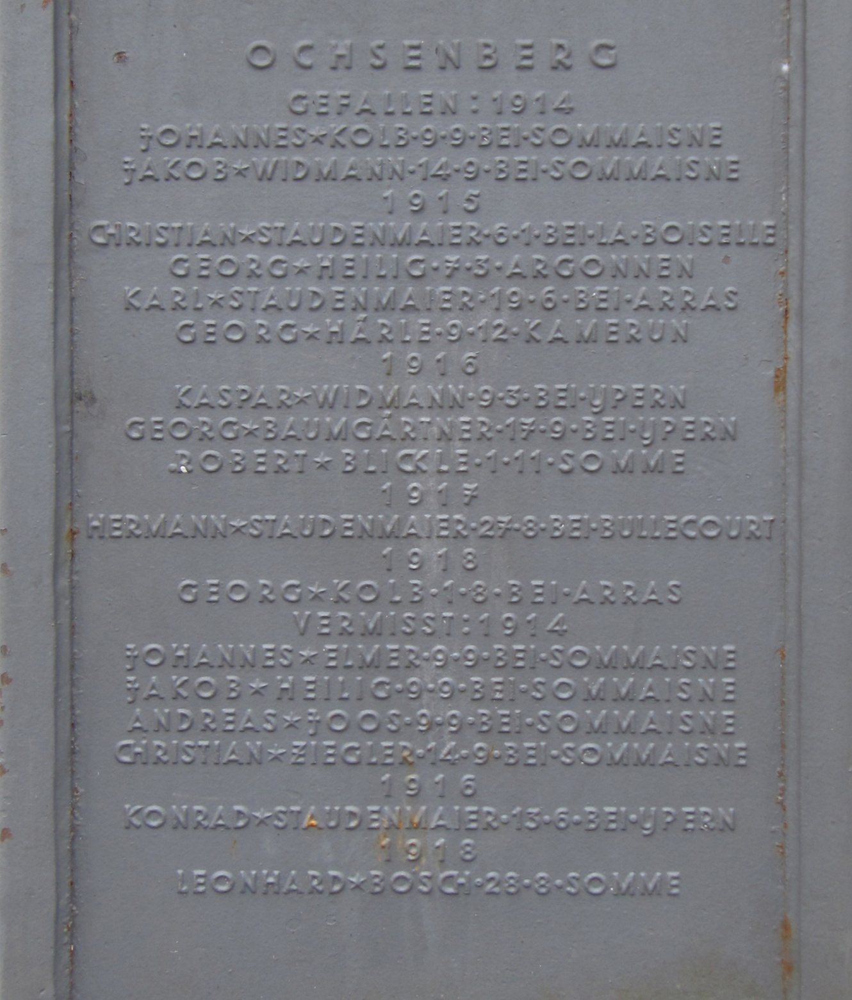 OCHSENBERG
GEFALLEN:1914
JOHANNES★KOLB·9·9·BEI·SOMMAISNE
JAKOB★WIDMANN·14·9·BEI·SOMMAISNE
1915
CHRISTIAN★STAUDENMAIER·6·1·BEI·LA·BOISELLE
GEORG★HEILIG·7·3·ARGONNEN
KARL★STAUDENMAIER·19·6·BEI·ARRAS
GEORG★HÄRLE·9·12·KAMERUN
1916
KASPAR★WIDMANN·9·3·BEI·YPERN
GEORG★BAUMGÄRTNER·17·9·BEI·YPERN
ROBERT★BLICKLE·1·11·SOMME
1917
HERMANN★STAUDENMAIER·27·8·BEI·BULLECOURT
1918
GEORG★KOLB·1·8·BEI·ARRAS
VERMISST:1914
JOHANNES★ELMER·9·9·BEI·SOMMAISNE
JAKOB★HEILIG·9·9·BEI·SOMMAISNE
ANDREAS★JOOS·9·9·BEI·SOMMAISNE
CHRISTIAN★ZIEGLER·14·9·BEI·SOMMAISNE
1916
KONRAD★STAUDENMAIER·13·6·BEI·YPERN
1918
LEONHARD★BOSCH·28·8·SOMME